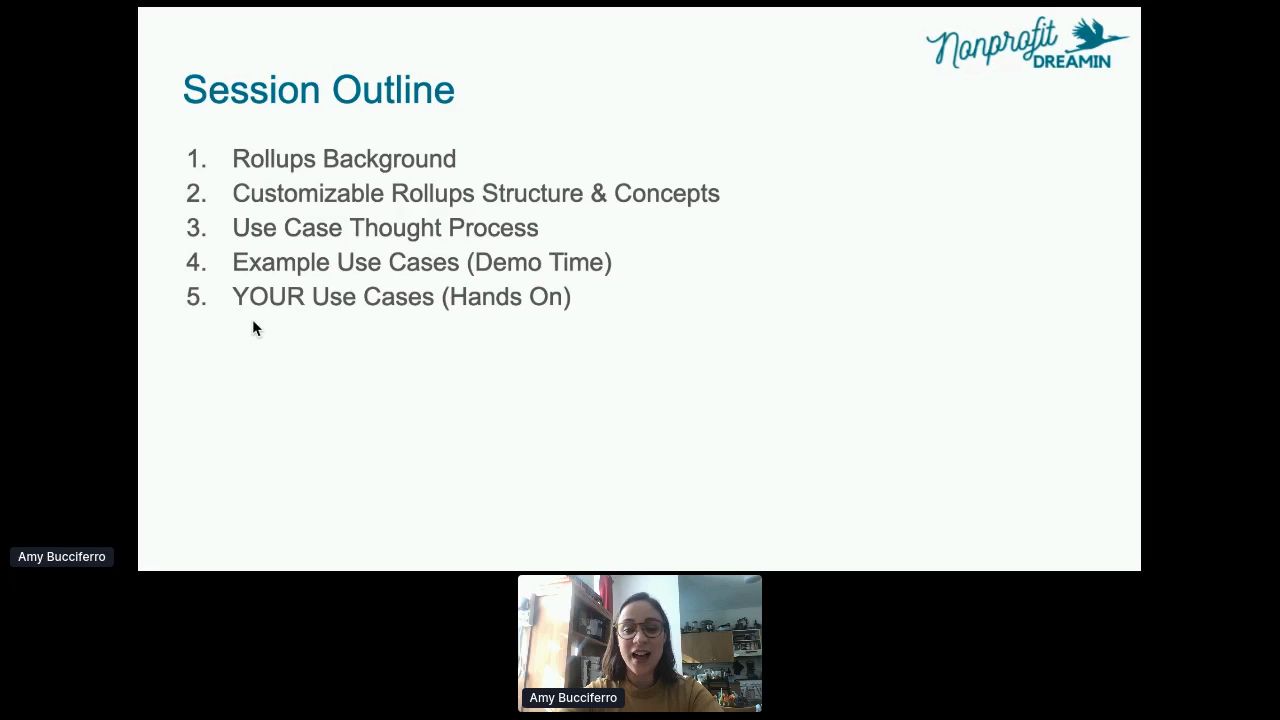 Nonprofit
DREAMIN
Session Outline
1. Rollups Background
2. Customizable Rollups Structure & Concepts
3. Use Case Thought Process
4. Example Use Cases (Demo Time)
5. YOUR Use Cases (Hands On)
Amy Bucciferro
Amy Bucciferro